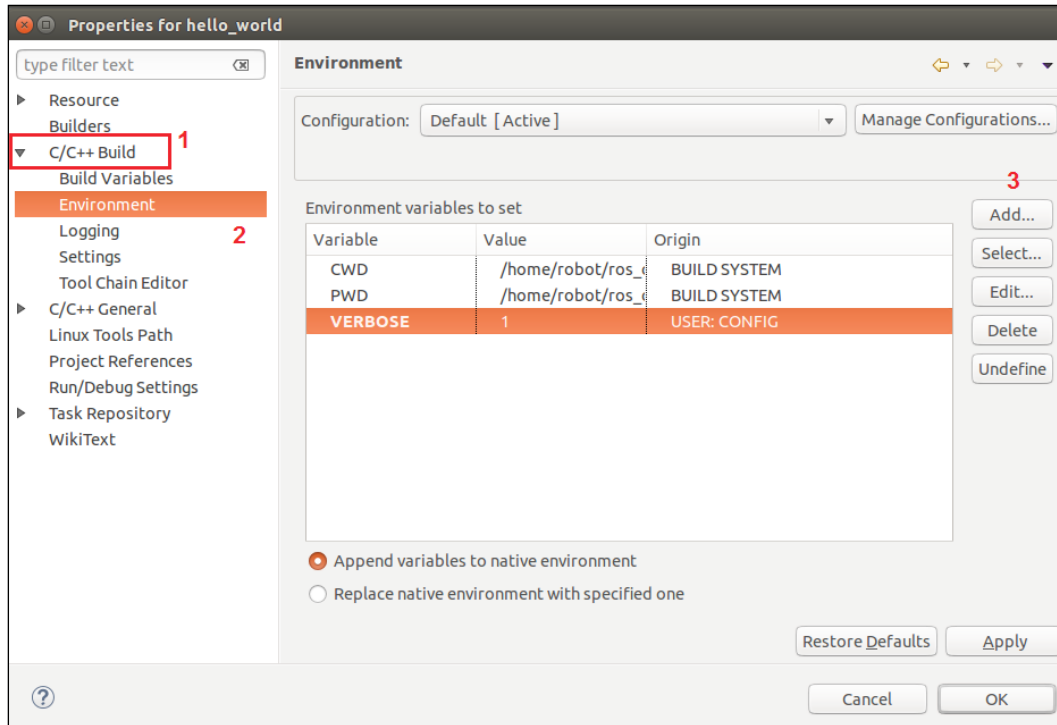 Properties for hello_world
type filter text
Environment
Resource
Builders
C/C++ Build
1
Build Variables
Environment
Logging
2
Settings
Tool Chain Editor
C/C++ General
Linux Tools Path
Project References
Run/Debug Settings
Task Repository
WikiText
Configuration: Default [Active] Manage Configurations...
3
Environment variables to set
Variable Value Origin
CWD /home/robot/ros_ BUILD SYSTEM
PWD /home/robot/ros_ BUILD SYSTEM
VERBOSE 1 USER: CONFIG
Add...
Select...
Edit...
Delete
Undefine
Append variables to native environment
Replace native environment with specified one
Restore Defaults Apply
? Cancel OK